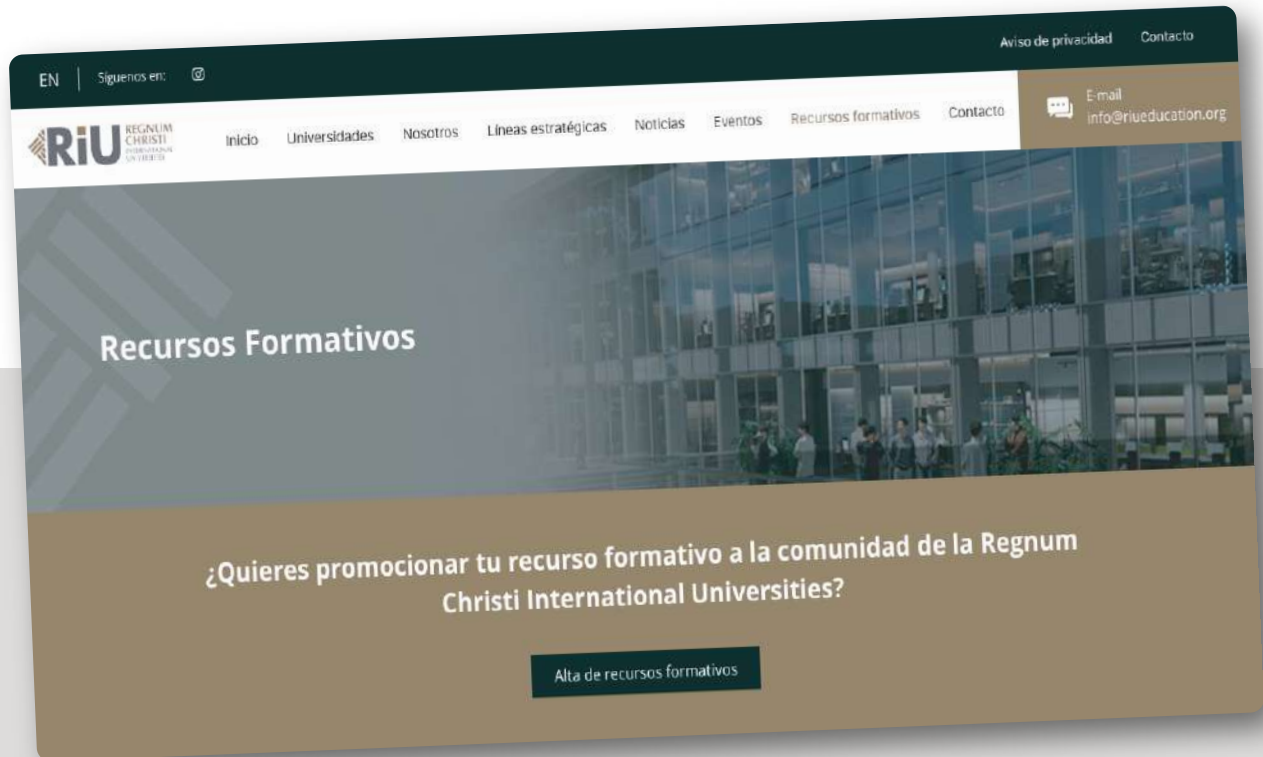 EN
Síguenos en:
Aviso de privacidad
Contacto
RiU
REGNUM
CHRISTI
INTERNATIONAL
UNIVERSITIES
Inicio
Universidades
Nosotros
Líneas estratégicas
Noticias
Eventos
Recursos formativos
Contacto
E-mail
info@riueducation.org
Recursos Formativos
¿Quieres promocionar tu recurso formativo a la comunidad de la Regnum
Christi International Universities?
Alta de recursos formativos